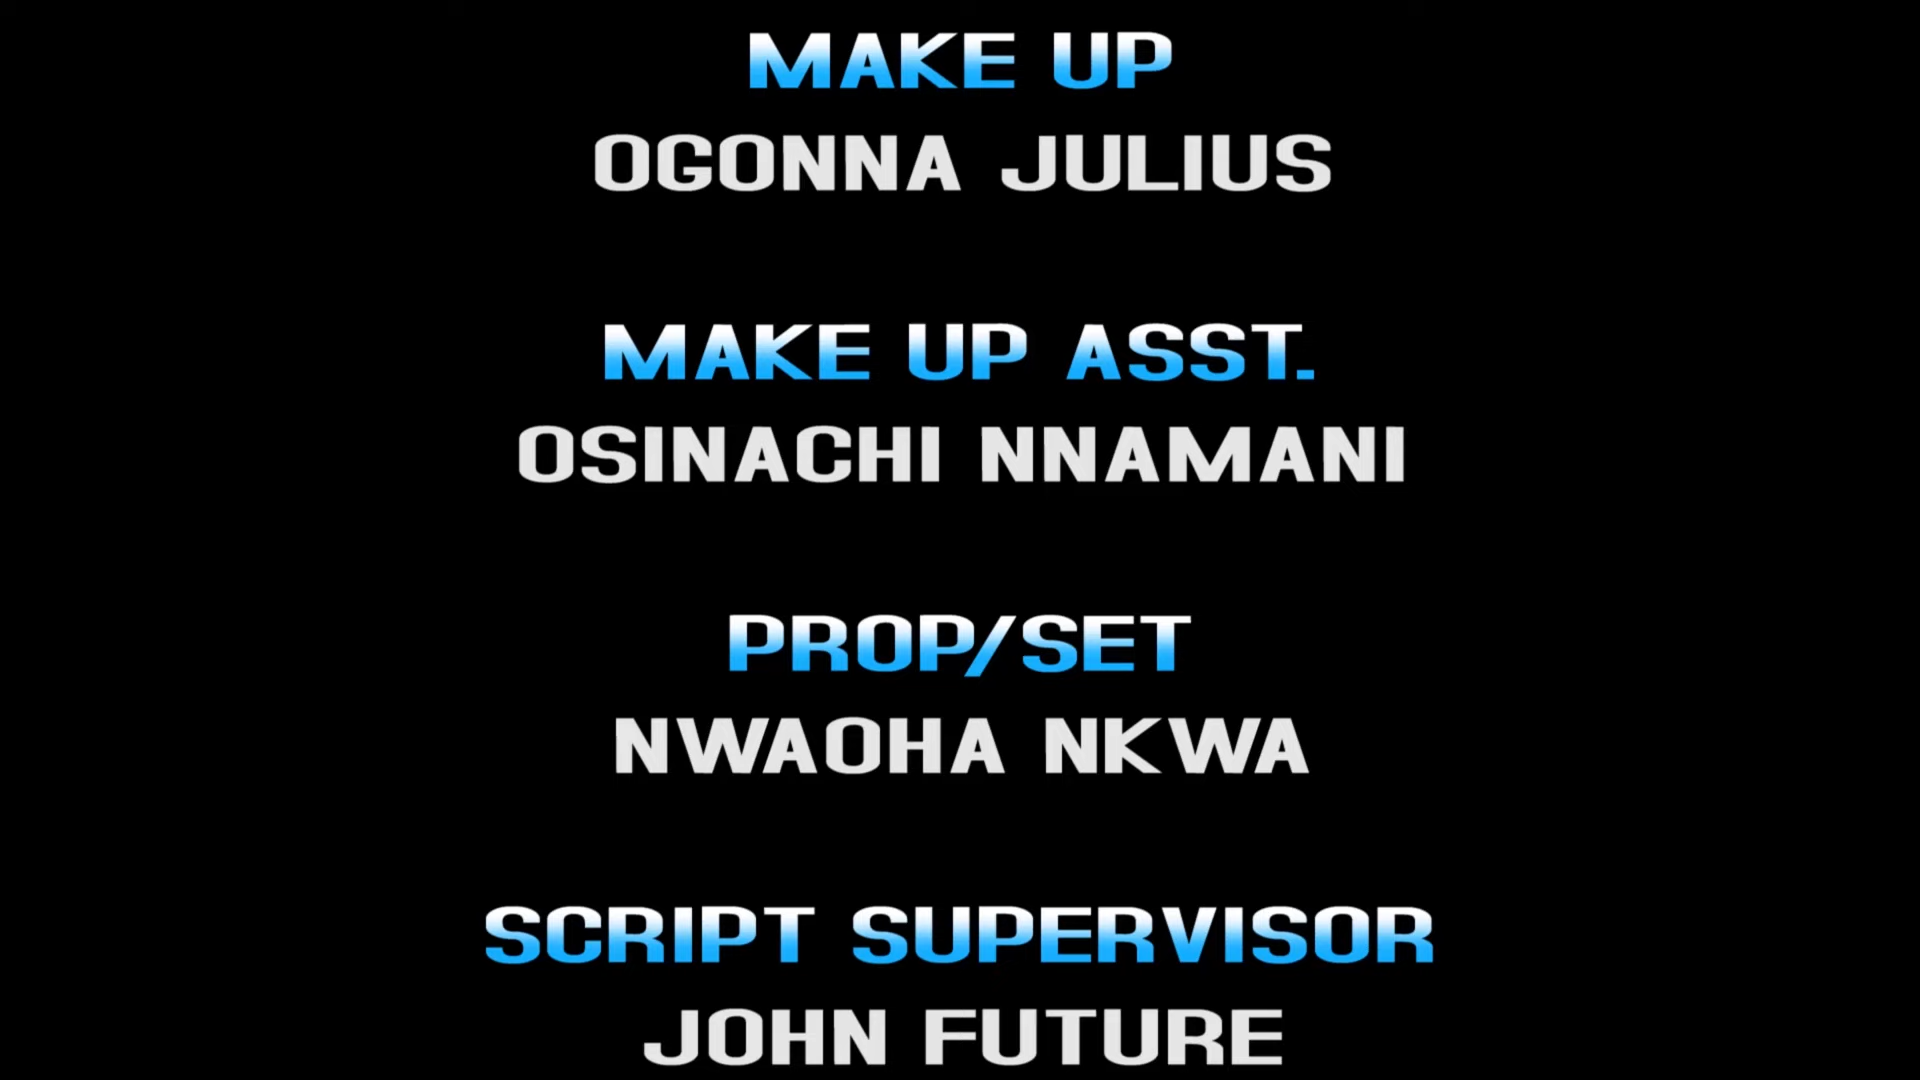 MAKE UP
OGONNA JULIUS
MAKE UP ASST.
OSINACHI NNAMANI
PROP/SET
NWAOHA NKWA
SCRIPT SUPERVISOR
JOHN FUTURE